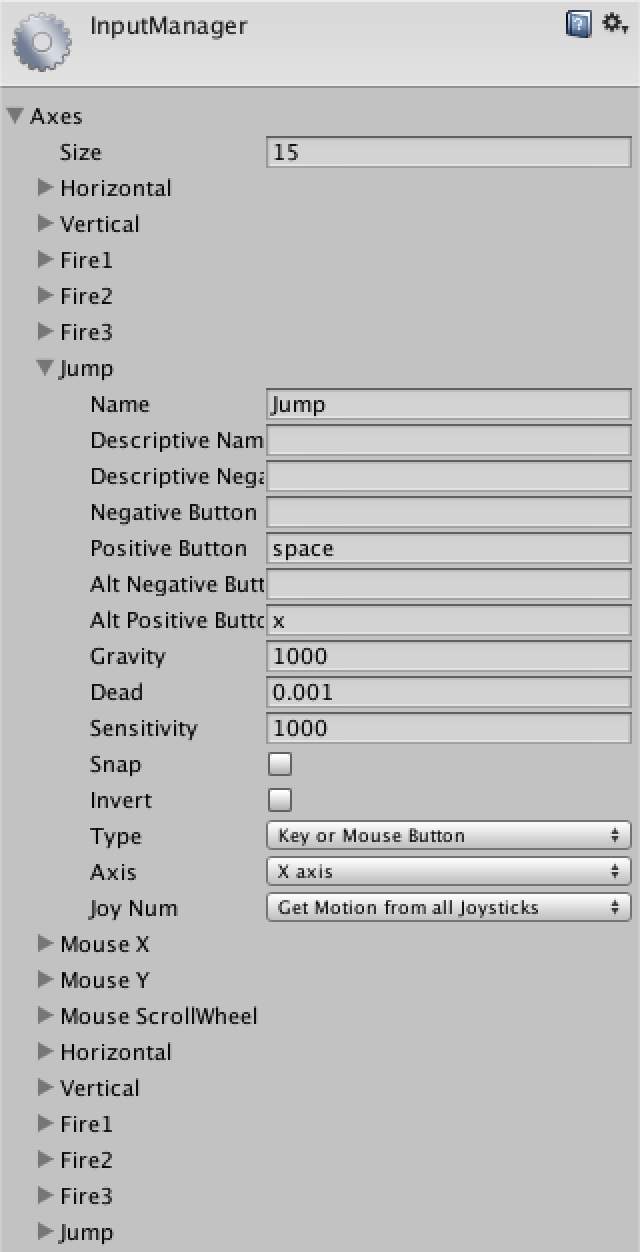 InputManager
Axes
Size 15
Horizontal
Vertical
Fire1
Fire2
Fire3
Jump
Name Jump
Descriptive Nam
Descriptive Nega
Negative Button
Positive Button space
Alt Negative Butt
Alt Positive Butto x
Gravity 1000
Dead 0.001
Sensitivity 1000
Snap
Invert
Type Key or Mouse Button
Axis X axis
Joy Num Get Motion from all Joysticks
Mouse X
Mouse Y
Mouse ScrollWheel
Horizontal
Vertical
Fire1
Fire2
Fire3
Jump